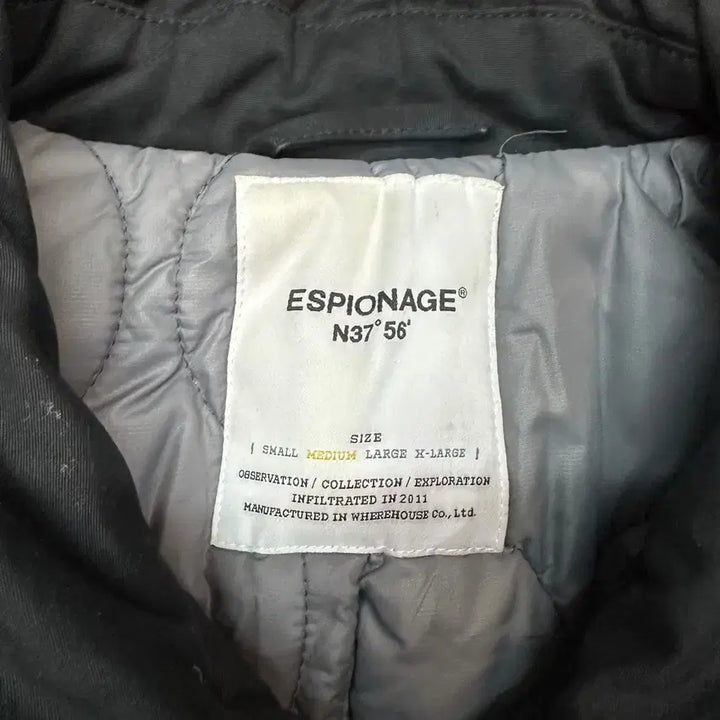 ESPIONAGE®
N37°56'
SIZE
| SMALL MEDIUM LARGE X-LARGE |
OBSERVATION / COLLECTION / EXPLORATION
INFILTRATED IN 2011
MANUFACTURED IN WHEREHOUSE Co., Ltd.